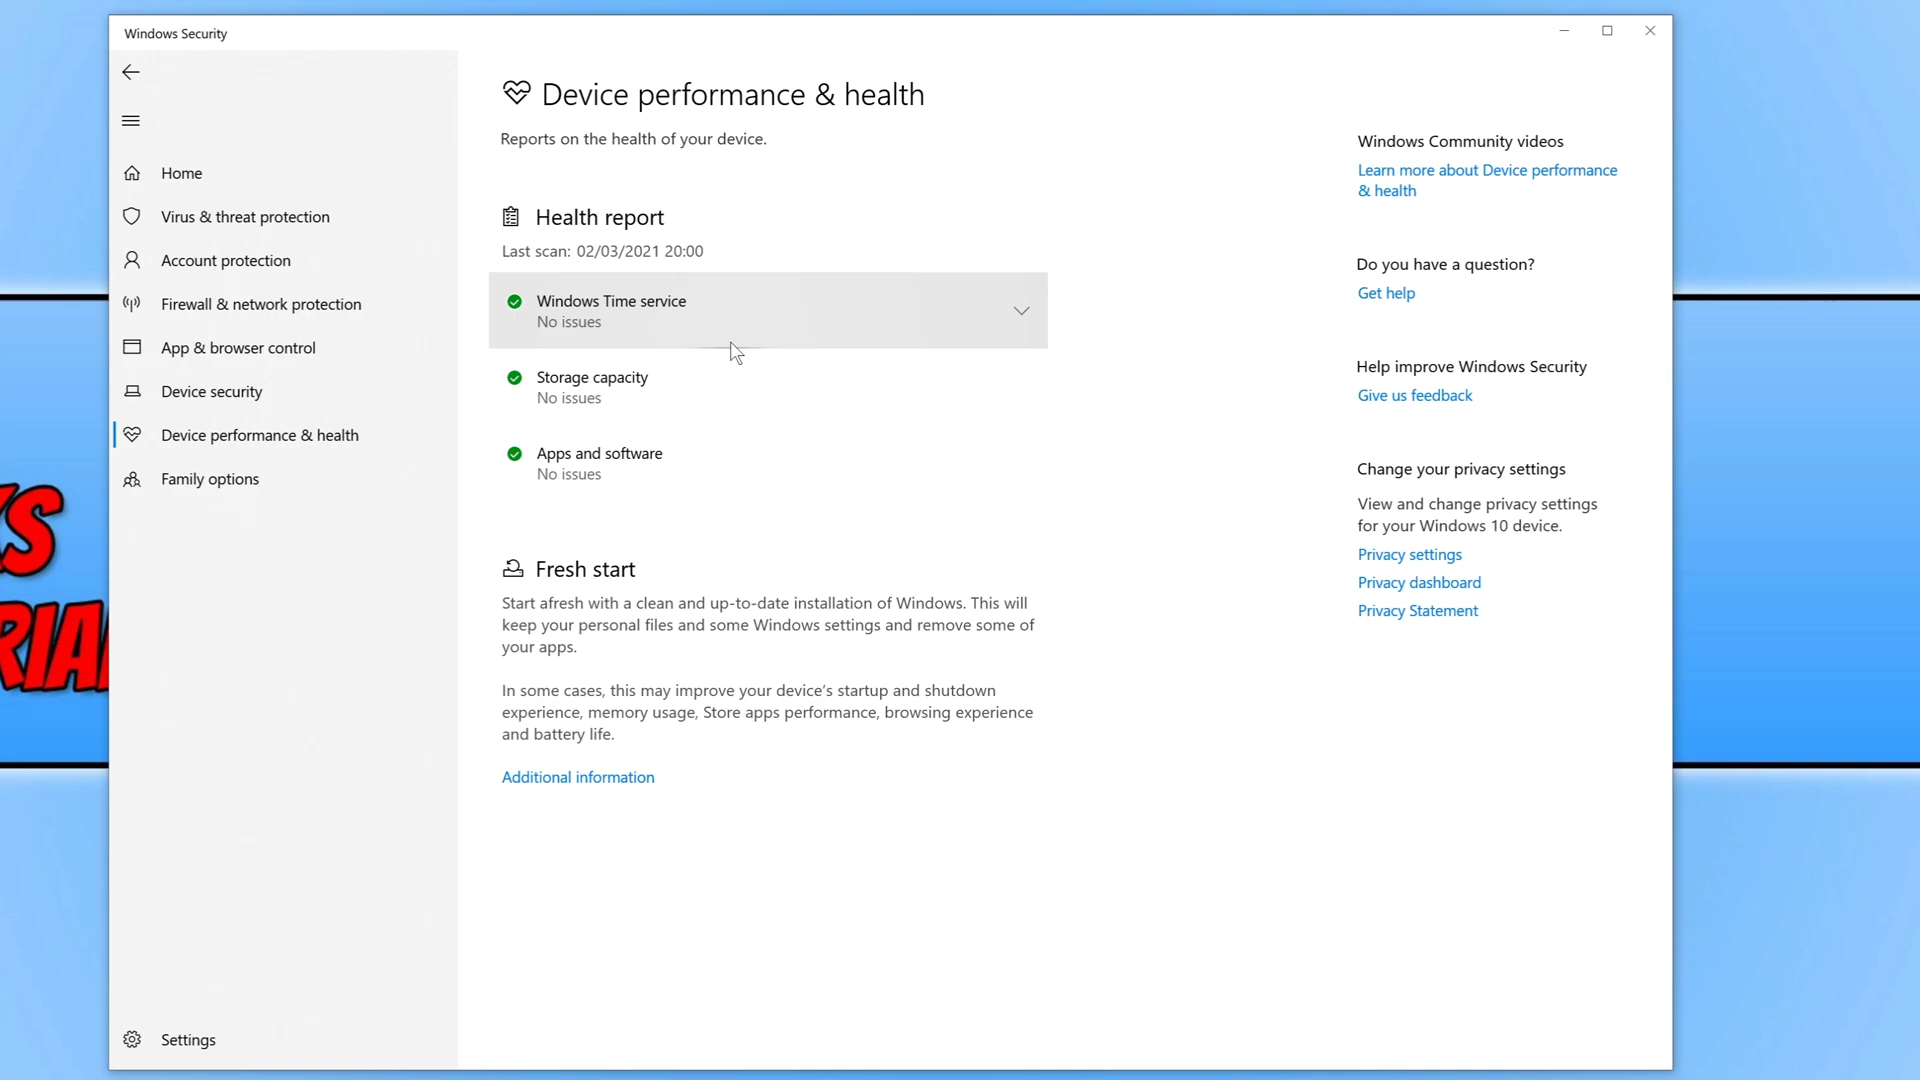 Windows Security
Home
Virus & threat protection
Account protection
Firewall & network protection
App & browser control
Device security
Device performance & health
Family options
Settings
Device performance & health
Reports on the health of your device.
Health report
Last scan: 02/03/2021 20:00
Windows Time service
No issues
Storage capacity
No issues
Apps and software
No issues
Fresh start
Start afresh with a clean and up-to-date installation of Windows. This will
keep your personal files and some Windows settings and remove some of
your apps.
In some cases, this may improve your device's startup and shutdown
experience, memory usage, Store apps performance, browsing experience
and battery life.
Additional information
Windows Community videos
Learn more about Device performance
& health
Do you have a question?
Get help
Help improve Windows Security
Give us feedback
Change your privacy settings
View and change privacy settings
for your Windows 10 device.
Privacy settings
Privacy dashboard
Privacy Statement